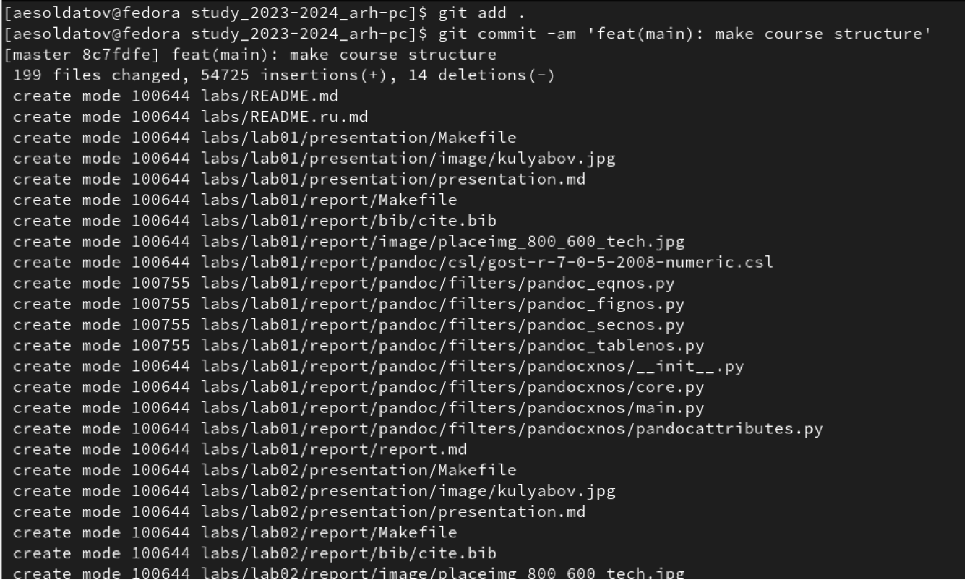 [aesoldatov@fedora study_2023-2024_arh-pc]$ git add .
[aesoldatov@fedora study_2023-2024_arh-pc]$ git commit -am 'feat(main): make course structure'
[master 8c7fdfe] feat(main): make course structure
 199 files changed, 54725 insertions(+), 14 deletions(-)
 create mode 100644 labs/README.md
 create mode 100644 labs/README.ru.md
 create mode 100644 labs/lab01/presentation/Makefile
 create mode 100644 labs/lab01/presentation/image/kulyabov.jpg
 create mode 100644 labs/lab01/presentation/presentation.md
 create mode 100644 labs/lab01/report/Makefile
 create mode 100644 labs/lab01/report/bib/cite.bib
 create mode 100644 labs/lab01/report/image/placeimg_800_600_tech.jpg
 create mode 100644 labs/lab01/report/pandoc/csl/gost-r-7-0-5-2008-numeric.csl
 create mode 100755 labs/lab01/report/pandoc/filters/pandoc_eqnos.py
 create mode 100755 labs/lab01/report/pandoc/filters/pandoc_fignos.py
 create mode 100755 labs/lab01/report/pandoc/filters/pandoc_secnos.py
 create mode 100755 labs/lab01/report/pandoc/filters/pandoc_tablenos.py
 create mode 100644 labs/lab01/report/pandoc/filters/pandocxnos/__init__.py
 create mode 100644 labs/lab01/report/pandoc/filters/pandocxnos/core.py
 create mode 100644 labs/lab01/report/pandoc/filters/pandocxnos/main.py
 create mode 100644 labs/lab01/report/pandoc/filters/pandocxnos/pandocattributes.py
 create mode 100644 labs/lab01/report/report.md
 create mode 100644 labs/lab02/presentation/Makefile
 create mode 100644 labs/lab02/presentation/image/kulyabov.jpg
 create mode 100644 labs/lab02/presentation/presentation.md
 create mode 100644 labs/lab02/report/Makefile
 create mode 100644 labs/lab02/report/bib/cite.bib
 create mode 100644 labs/lab02/report/image/placeimg_800_600_tech.jpg